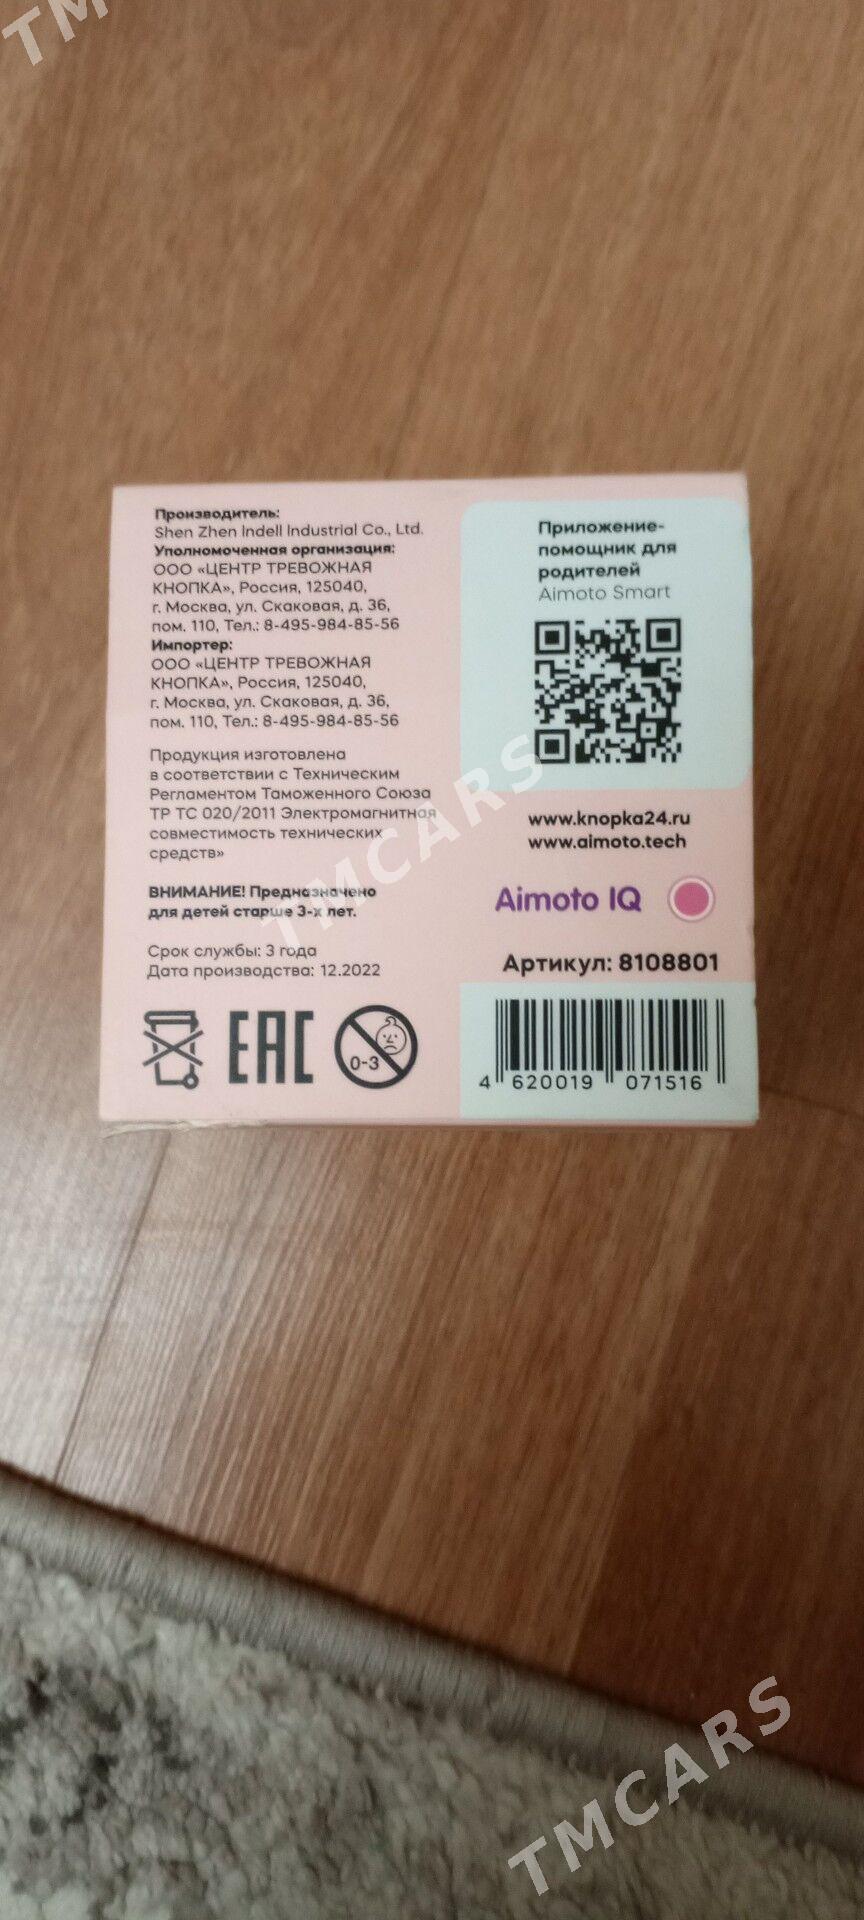 TM
Производитель:
Shen Zhen Indell Industrial Co., Ltd.
Уполномоченная организация:
ООО «ЦЕНТР ТРЕВОЖНАЯ
КНОПКА», Россия, 125040,
г. Москва, ул. Скаковая, д. 36,
пом. 110, Тел.: 8-495-984-85-56
Импортер:
ООО «ЦЕНТР ТРЕВОЖНАЯ
КНОПКА», Россия, 125040,
г. Москва, ул. Скаковая, д. 36,
пом. 110, Тел.: 8-495-984-85-56
Продукция изготовлена
в соответствии с Техническим
Регламентом Таможенного Союза
ТР ТС 020/2011 Электромагнитная
совместимость технических
средств»
ВНИМАНИЕ! Предназначено
для детей старше 3-х лет.
Срок службы: 3 года
Дата производства: 12.2022
EAC
0-3
Приложение-
помощник для
родителей
Aimoto Smart
www.knopka24.ru
www.aimoto.tech
Aimoto IQ
Артикул: 8108801
4 620019 071516
TMCARS
TMCARS